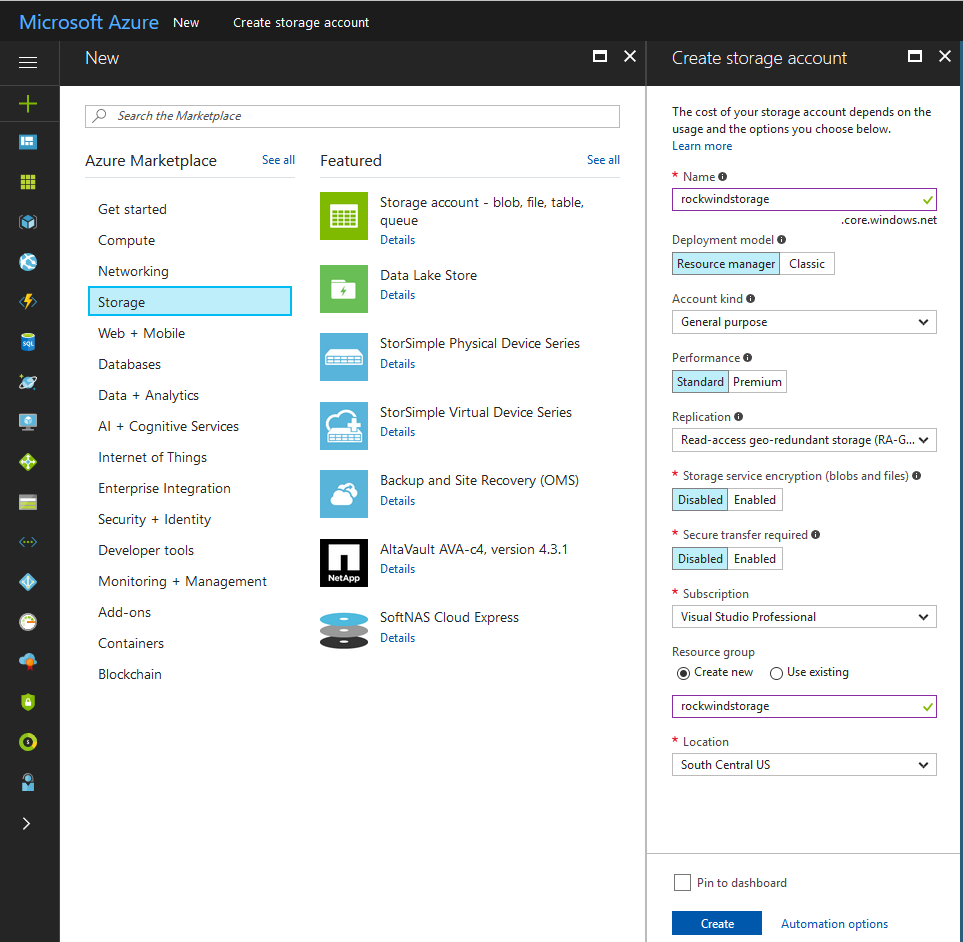 Microsoft Azure New Create storage account
New
Search the Marketplace
Azure Marketplace See all
Get started
Compute
Networking
Storage
Web + Mobile
Databases
Data + Analytics
AI + Cognitive Services
Internet of Things
Enterprise Integration
Security + Identity
Developer tools
Monitoring + Management
Add-ons
Containers
Blockchain
Featured See all
Storage account - blob, file, table,
queue
Details
Data Lake Store
Details
StorSimple Physical Device Series
Details
StorSimple Virtual Device Series
Details
Backup and Site Recovery (OMS)
Details
NetApp
AltaVault AVA-c4, version 4.3.1
Details
SoftNAS Cloud Express
Details
Create storage account
The cost of your storage account depends on the
usage and the options you choose below.
Learn more
* Name
rockwindstorage
.core.windows.net
Deployment model
Resource manager Classic
Account kind
General purpose
Performance
Standard Premium
Replication
Read-access geo-redundant storage (RA-G...
* Storage service encryption (blobs and files)
Disabled Enabled
* Secure transfer required
Disabled Enabled
* Subscription
Visual Studio Professional
Resource group
Create new Use existing
rockwindstorage
* Location
South Central US
Pin to dashboard
Create Automation options
SQL